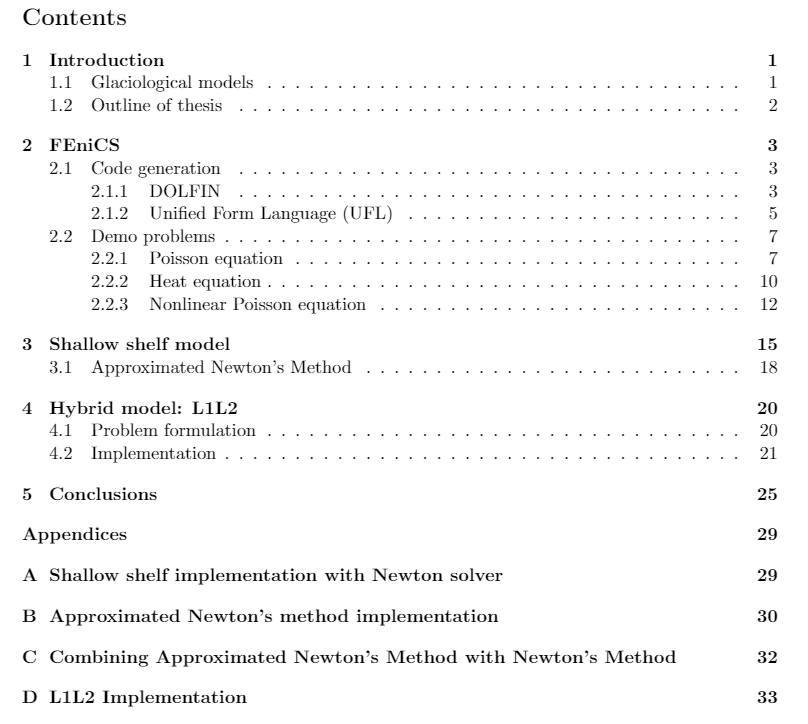 Contents
1 Introduction 1
1.1 Glaciological models . . . . . . . . . . . . . . . . . . . . . . . . . . . . . . . . . . 1
1.2 Outline of thesis . . . . . . . . . . . . . . . . . . . . . . . . . . . . . . . . . . . . 2
2 FEniCS 3
2.1 Code generation . . . . . . . . . . . . . . . . . . . . . . . . . . . . . . . . . . . . 3
2.1.1 DOLFIN . . . . . . . . . . . . . . . . . . . . . . . . . . . . . . . . . . . . 3
2.1.2 Unified Form Language (UFL) . . . . . . . . . . . . . . . . . . . . . . . . 5
2.2 Demo problems . . . . . . . . . . . . . . . . . . . . . . . . . . . . . . . . . . . . . 7
2.2.1 Poisson equation . . . . . . . . . . . . . . . . . . . . . . . . . . . . . . . . 7
2.2.2 Heat equation . . . . . . . . . . . . . . . . . . . . . . . . . . . . . . . . . . 10
2.2.3 Nonlinear Poisson equation . . . . . . . . . . . . . . . . . . . . . . . . . . 12
3 Shallow shelf model 15
3.1 Approximated Newton's Method . . . . . . . . . . . . . . . . . . . . . . . . . . . 18
4 Hybrid model: L1L2 20
4.1 Problem formulation . . . . . . . . . . . . . . . . . . . . . . . . . . . . . . . . . . 20
4.2 Implementation . . . . . . . . . . . . . . . . . . . . . . . . . . . . . . . . . . . . . 21
5 Conclusions 25
Appendices 29
A Shallow shelf implementation with Newton solver 29
B Approximated Newton's method implementation 30
C Combining Approximated Newton's Method with Newton's Method 32
D L1L2 Implementation 33